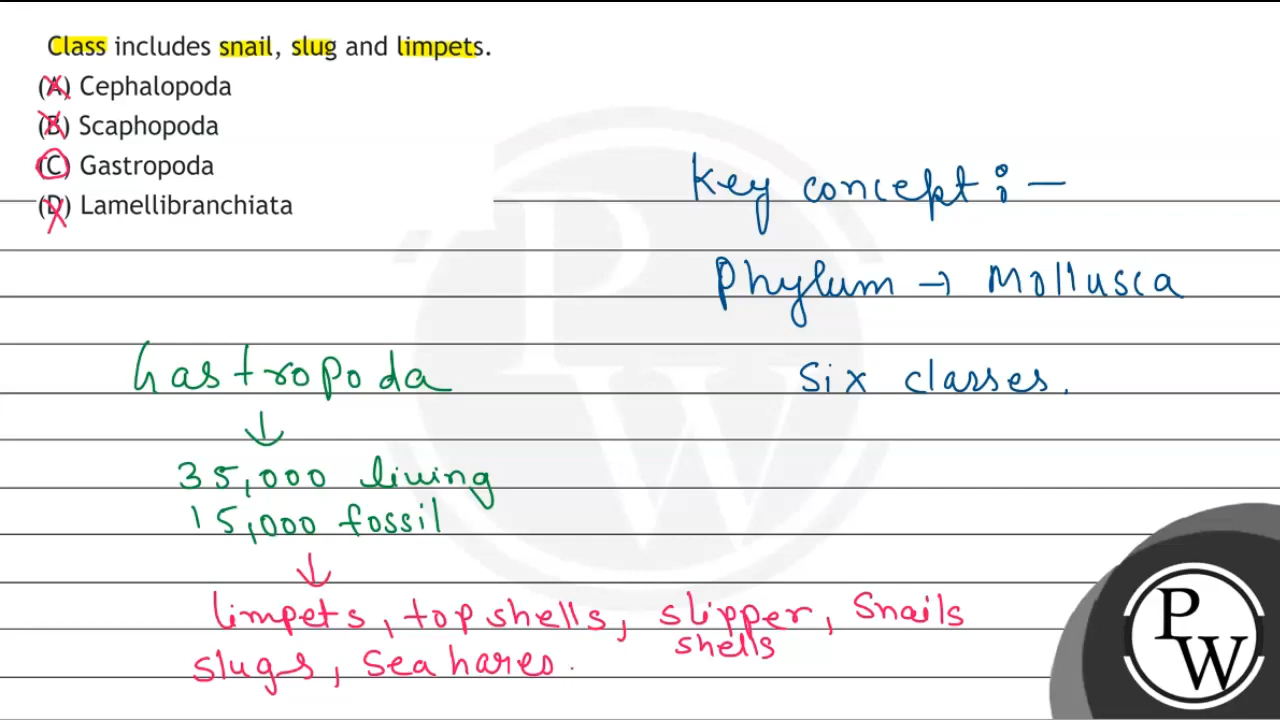 Class includes snail, slug and limpets.
(A) Cephalopoda
(B) Scaphopoda
(C) Gastropoda
(D) Lamellibranchiata
Key concept :-
Phylum → Mollusca
Six classes.
Gastropoda
↓
35,000 living
15,000 fossil
↓
limpets, top shells, slipper shells, snails
slugs, sea hares.
PW
PW